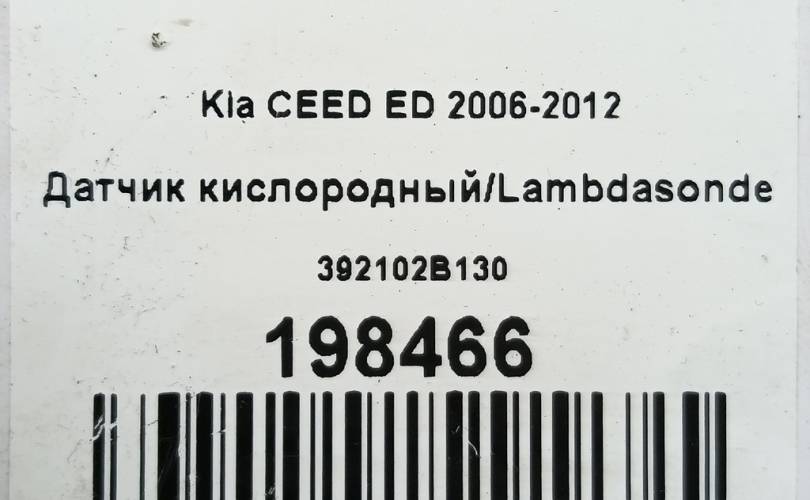 Kia CEED ED 2006-2012
Датчик кислородный/Lambdasonde
392102B130
198466